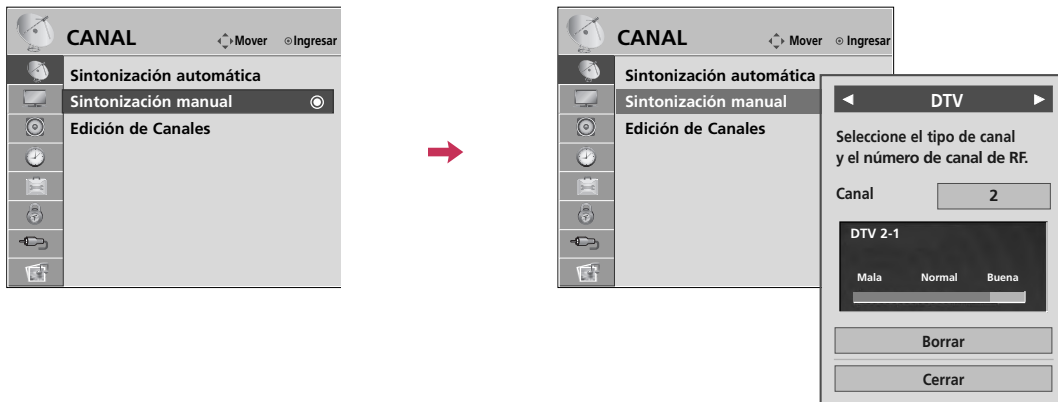 CANAL Mover Ingresar
Sintonización automática
Sintonización manual
Edición de Canales
CANAL Mover Ingresar
Sintonización automática
Sintonización manual
Edición de Canales
DTV
Seleccione el tipo de canal
y el número de canal de RF.
Canal 2
DTV 2-1
Mala Normal Buena
Borrar
Cerrar